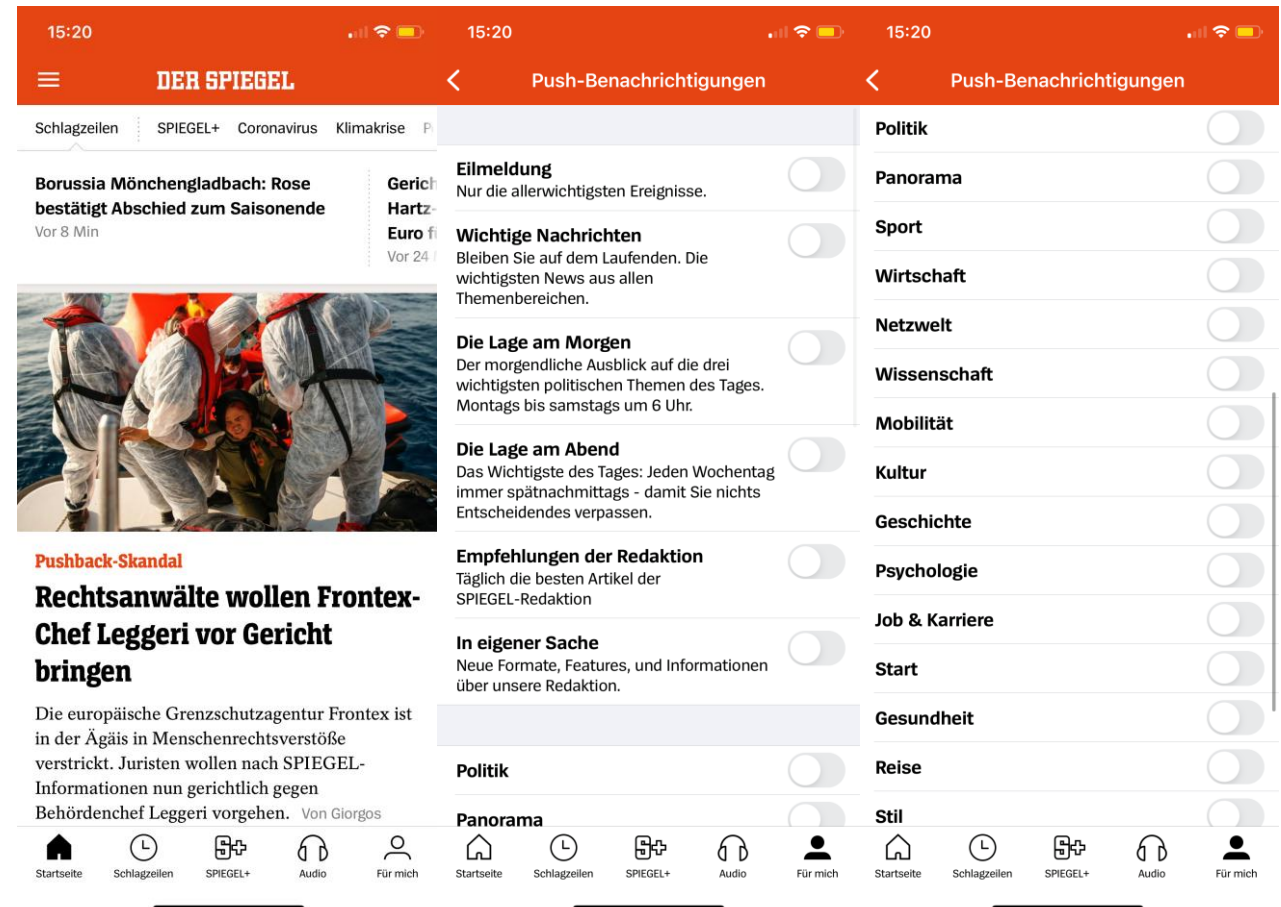 15:20
DER SPIEGEL
Schlagzeilen SPIEGEL+ Coronavirus Klimakrise
Borussia Mönchengladbach: Rose
bestätigt Abschied zum Saisonende
Vor 8 Min
Hartz-
Euro
Vor 24
Pushback-Skandal
Rechtsanwälte wollen Frontex-
Chef Leggeri vor Gericht
bringen
Die europäische Grenzschutzagentur Frontex ist
in der Ägäis in Menschenrechtsverstöße
verstrickt. Juristen wollen nach SPIEGEL-
Informationen nun gerichtlich gegen
Behördenchef Leggeri vorgehen. Von Giorgos
Startseite Schlagzeilen SPIEGEL+ Audio Für mich
15:20
Push-Benachrichtigungen
Eilmeldung
Nur die allerwichtigsten Ereignisse.
Wichtige Nachrichten
Bleiben Sie auf dem Laufenden. Die
wichtigsten News aus allen
Themenbereichen.
Die Lage am Morgen
Der morgendliche Ausblick auf die drei
wichtigsten politischen Themen des Tages.
Montags bis samstags um 6 Uhr.
Die Lage am Abend
Das Wichtigste des Tages: Jeden Wochentag
immer spätnachmittags - damit Sie nichts
Entscheidendes verpassen.
Empfehlungen der Redaktion
Täglich die besten Artikel der
SPIEGEL-Redaktion
In eigener Sache
Neue Formate, Features, und Informationen
über unsere Redaktion.
Politik
Panorama
Startseite Schlagzeilen SPIEGEL+ Audio Für mich
15:20
Push-Benachrichtigungen
Politik
Panorama
Sport
Wirtschaft
Netzwelt
Wissenschaft
Mobilität
Kultur
Geschichte
Psychologie
Job & Karriere
Start
Gesundheit
Reise
Stil
Startseite Schlagzeilen SPIEGEL+ Audio Für mich